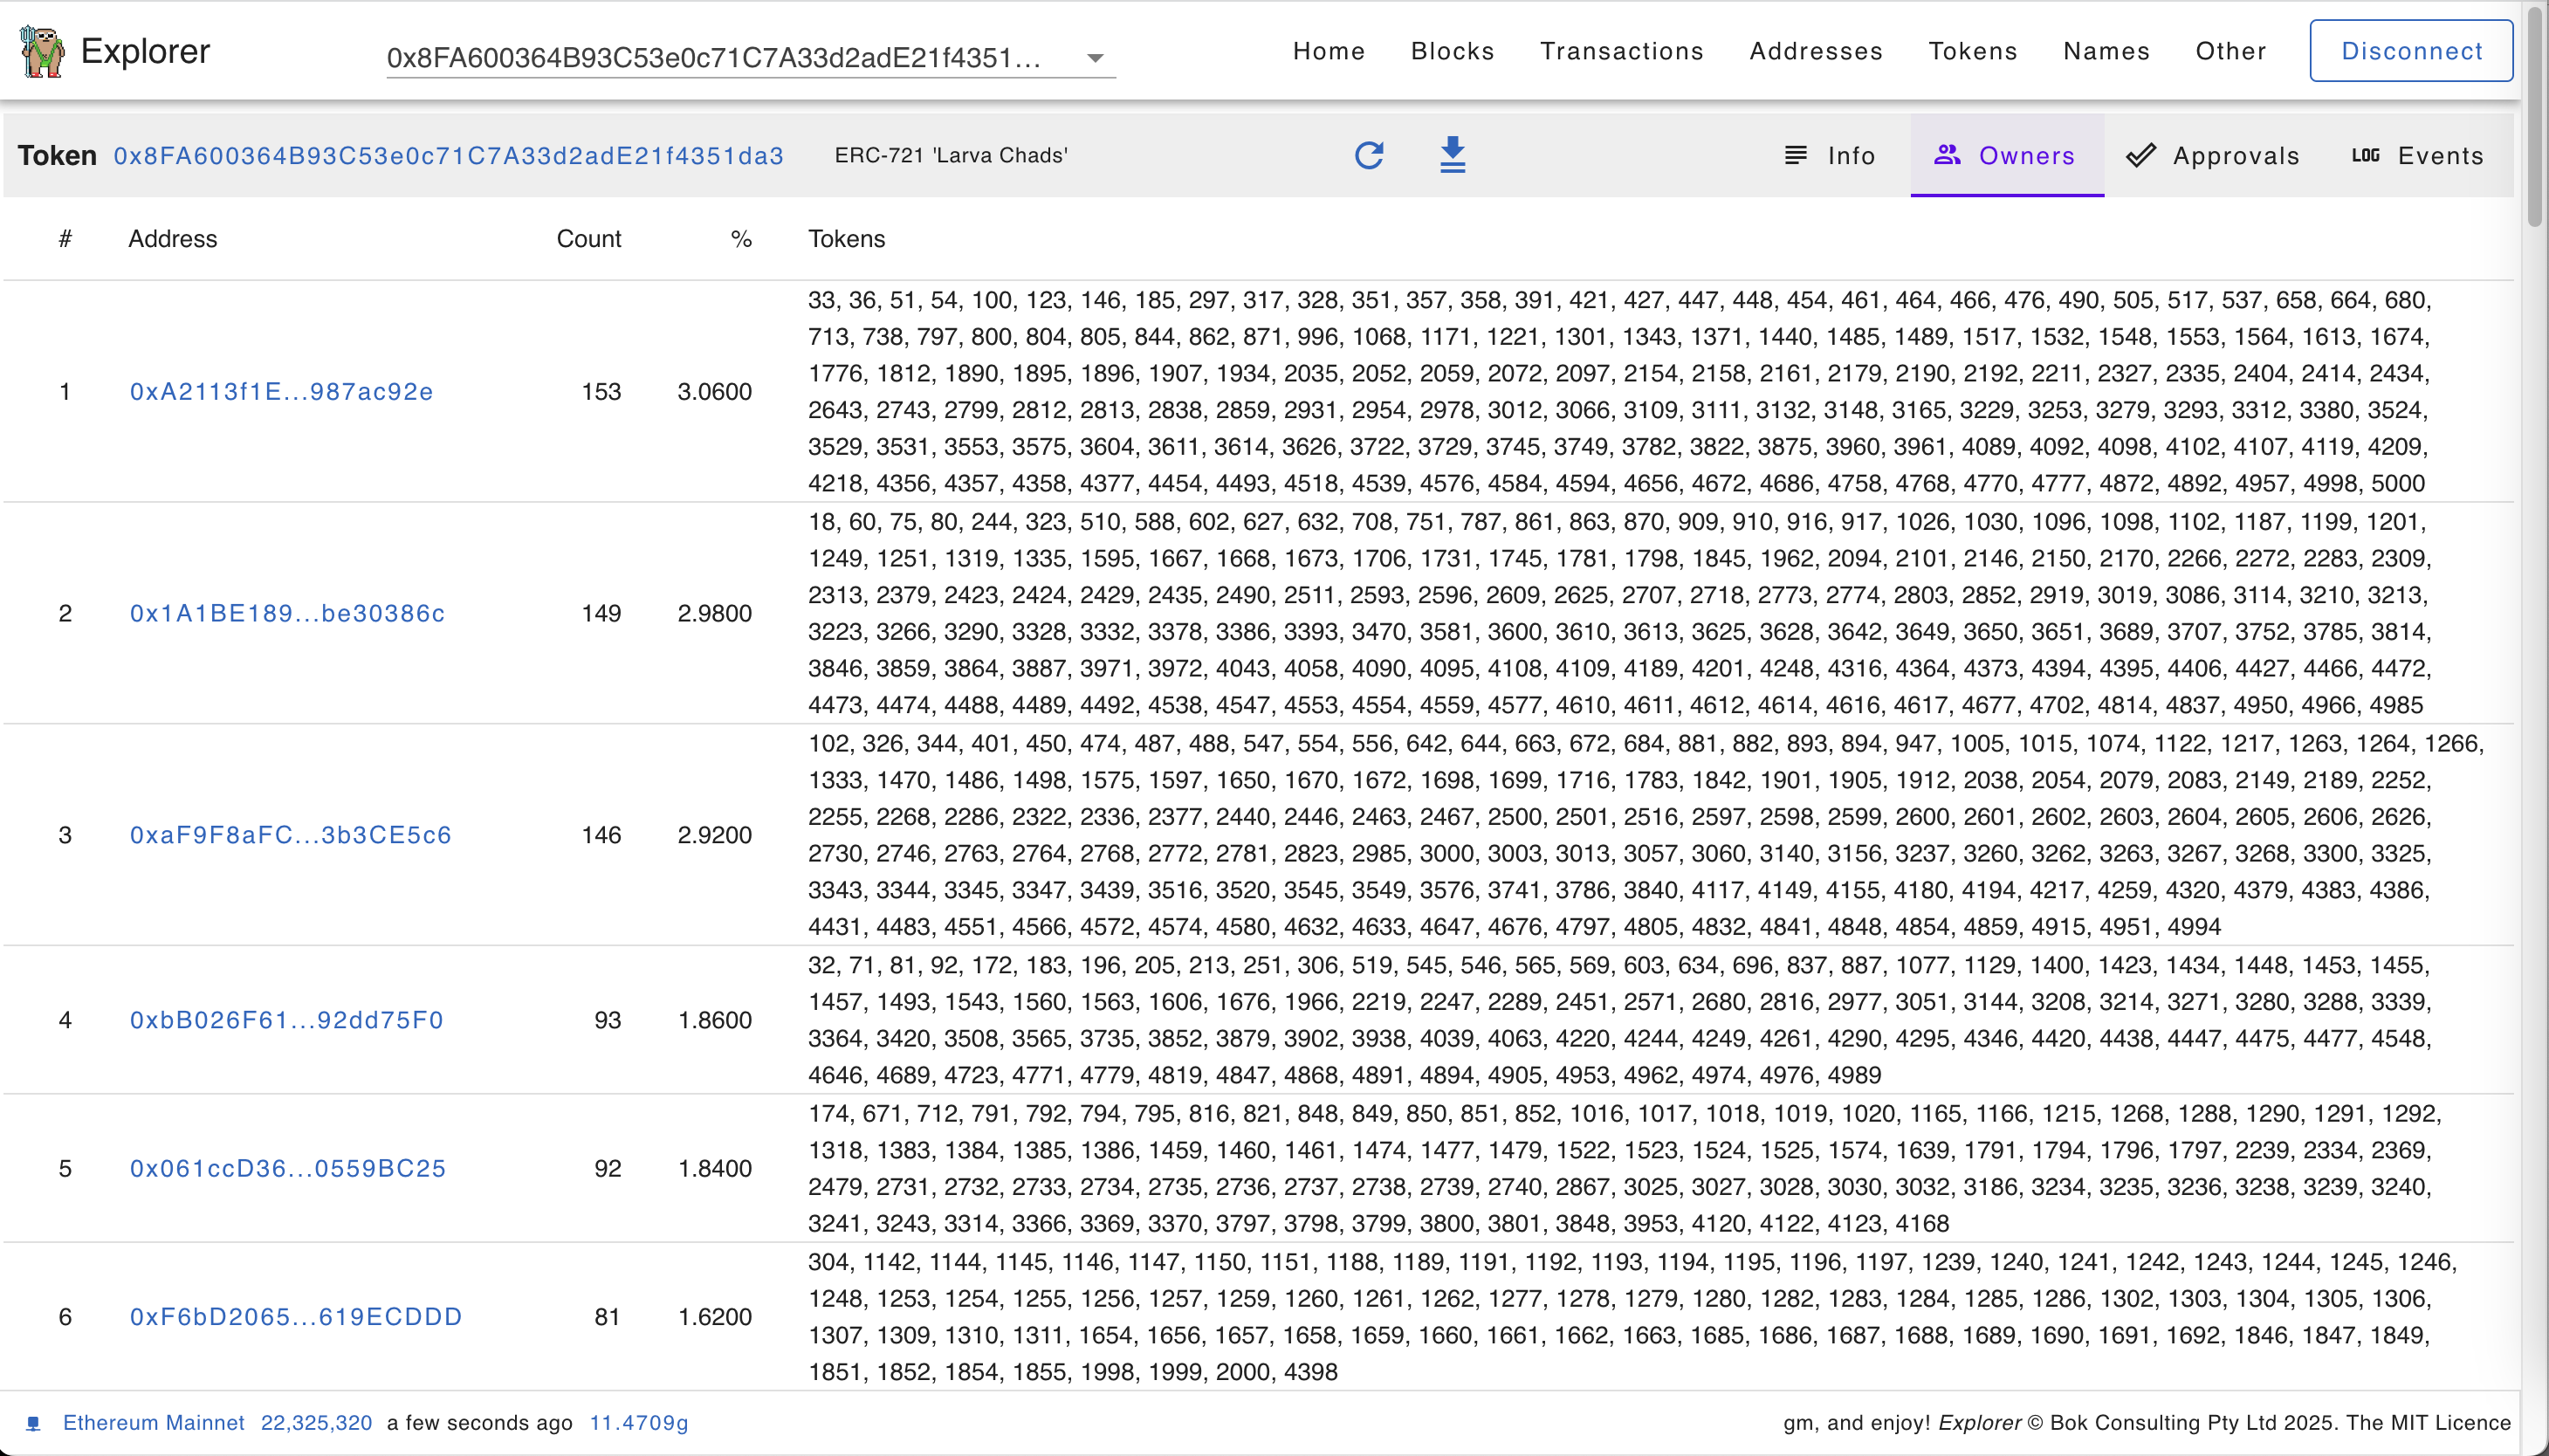 Explorer
0x8FA600364B93C53e0c71C7A33d2adE21f4351...
Home Blocks Transactions Addresses Tokens Names Other Disconnect
Token 0x8FA600364B93C53e0c71C7A33d2adE21f4351da3 ERC-721 'Larva Chads' Info Owners Approvals LOG Events
# Address Count % Tokens
33, 36, 51, 54, 100, 123, 146, 185, 297, 317, 328, 351, 357, 358, 391, 421, 427, 447, 448, 454, 461, 464, 466, 476, 490, 505, 517, 537, 658, 664, 680,
713, 738, 797, 800, 804, 805, 844, 862, 871, 996, 1068, 1171, 1221, 1301, 1343, 1371, 1440, 1485, 1489, 1517, 1532, 1548, 1553, 1564, 1613, 1674,
1776, 1812, 1890, 1895, 1896, 1907, 1934, 2035, 2052, 2059, 2072, 2097, 2154, 2158, 2161, 2179, 2190, 2192, 2211, 2327, 2335, 2404, 2414, 2434,
1 0xA2113f1E...987ac92e 153 3.0600
2643, 2743, 2799, 2812, 2813, 2838, 2859, 2931, 2954, 2978, 3012, 3066, 3109, 3111, 3132, 3148, 3165, 3229, 3253, 3279, 3293, 3312, 3380, 3524,
3529, 3531, 3553, 3575, 3604, 3611, 3614, 3626, 3722, 3729, 3745, 3749, 3782, 3822, 3875, 3960, 3961, 4089, 4092, 4098, 4102, 4107, 4119, 4209,
4218, 4356, 4357, 4358, 4377, 4454, 4493, 4518, 4539, 4576, 4584, 4594, 4656, 4672, 4686, 4758, 4768, 4770, 4777, 4872, 4892, 4957, 4998, 5000
18, 60, 75, 80, 244, 323, 510, 588, 602, 627, 632, 708, 751, 787, 861, 863, 870, 909, 910, 916, 917, 1026, 1030, 1096, 1098, 1102, 1187, 1199, 1201,
1249, 1251, 1319, 1335, 1595, 1667, 1668, 1673, 1706, 1731, 1745, 1781, 1798, 1845, 1962, 2094, 2101, 2146, 2150, 2170, 2266, 2272, 2283, 2309,
2313, 2379, 2423, 2424, 2429, 2435, 2490, 2511, 2593, 2596, 2609, 2625, 2707, 2718, 2773, 2774, 2803, 2852, 2919, 3019, 3086, 3114, 3210, 3213,
2 0x1A1BE189...be30386c 149 2.9800
3223, 3266, 3290, 3328, 3332, 3378, 3386, 3393, 3470, 3581, 3600, 3610, 3613, 3625, 3628, 3642, 3649, 3650, 3651, 3689, 3707, 3752, 3785, 3814,
3846, 3859, 3864, 3887, 3971, 3972, 4043, 4058, 4090, 4095, 4108, 4109, 4189, 4201, 4248, 4316, 4364, 4373, 4394, 4395, 4406, 4427, 4466, 4472,
4473, 4474, 4488, 4489, 4492, 4538, 4547, 4553, 4554, 4559, 4577, 4610, 4611, 4612, 4614, 4616, 4617, 4677, 4702, 4814, 4837, 4950, 4966, 4985
102, 326, 344, 401, 450, 474, 487, 488, 547, 554, 556, 642, 644, 663, 672, 684, 881, 882, 893, 894, 947, 1005, 1015, 1074, 1122, 1217, 1263, 1264, 1266,
1333, 1470, 1486, 1498, 1575, 1597, 1650, 1670, 1672, 1698, 1699, 1716, 1783, 1842, 1901, 1905, 1912, 2038, 2054, 2079, 2083, 2149, 2189, 2252,
2255, 2268, 2286, 2322, 2336, 2377, 2440, 2446, 2463, 2467, 2500, 2501, 2516, 2597, 2598, 2599, 2600, 2601, 2602, 2603, 2604, 2605, 2606, 2626,
3 0xaF9F8aFC...3b3CE5c6 146 2.9200
2730, 2746, 2763, 2764, 2768, 2772, 2781, 2823, 2985, 3000, 3003, 3013, 3057, 3060, 3140, 3156, 3237, 3260, 3262, 3263, 3267, 3268, 3300, 3325,
3343, 3344, 3345, 3347, 3439, 3516, 3520, 3545, 3549, 3576, 3741, 3786, 3840, 4117, 4149, 4155, 4180, 4194, 4217, 4259, 4320, 4379, 4383, 4386,
4431, 4483, 4551, 4566, 4572, 4574, 4580, 4632, 4633, 4647, 4676, 4797, 4805, 4832, 4841, 4848, 4854, 4859, 4915, 4951, 4994
32, 71, 81, 92, 172, 183, 196, 205, 213, 251, 306, 519, 545, 546, 565, 569, 603, 634, 696, 837, 887, 1077, 1129, 1400, 1423, 1434, 1448, 1453, 1455,
1457, 1493, 1543, 1560, 1563, 1606, 1676, 1966, 2219, 2247, 2289, 2451, 2571, 2680, 2816, 2977, 3051, 3144, 3208, 3214, 3271, 3280, 3288, 3339,
4 0xbB026F61...92dd75F0 93 1.8600
3364, 3420, 3508, 3565, 3735, 3852, 3879, 3902, 3938, 4039, 4063, 4220, 4244, 4249, 4261, 4290, 4295, 4346, 4420, 4438, 4447, 4475, 4477, 4548,
4646, 4689, 4723, 4771, 4779, 4819, 4847, 4868, 4891, 4894, 4905, 4953, 4962, 4974, 4976, 4989
174, 671, 712, 791, 792, 794, 795, 816, 821, 848, 849, 850, 851, 852, 1016, 1017, 1018, 1019, 1020, 1165, 1166, 1215, 1268, 1288, 1290, 1291, 1292,
1318, 1383, 1384, 1385, 1386, 1459, 1460, 1461, 1474, 1477, 1479, 1522, 1523, 1524, 1525, 1574, 1639, 1791, 1794, 1796, 1797, 2239, 2334, 2369,
5 0x061ccD36...0559BC25 92 1.8400
2479, 2731, 2732, 2733, 2734, 2735, 2736, 2737, 2738, 2739, 2740, 2867, 3025, 3027, 3028, 3030, 3032, 3186, 3234, 3235, 3236, 3238, 3239, 3240,
3241, 3243, 3314, 3366, 3369, 3370, 3797, 3798, 3799, 3800, 3801, 3848, 3953, 4120, 4122, 4123, 4168
304, 1142, 1144, 1145, 1146, 1147, 1150, 1151, 1188, 1189, 1191, 1192, 1193, 1194, 1195, 1196, 1197, 1239, 1240, 1241, 1242, 1243, 1244, 1245, 1246,
1248, 1253, 1254, 1255, 1256, 1257, 1259, 1260, 1261, 1262, 1277, 1278, 1279, 1280, 1282, 1283, 1284, 1285, 1286, 1302, 1303, 1304, 1305, 1306,
6 0xF6bD2065...619ECDDD 81 1.6200
1307, 1309, 1310, 1311, 1654, 1656, 1657, 1658, 1659, 1660, 1661, 1662, 1663, 1685, 1686, 1687, 1688, 1689, 1690, 1691, 1692, 1846, 1847, 1849,
1851, 1852, 1854, 1855, 1998, 1999, 2000, 4398
Ethereum Mainnet 22,325,320 a few seconds ago 11.4709g gm, and enjoy! Explorer © Bok Consulting Pty Ltd 2025. The MIT Licence